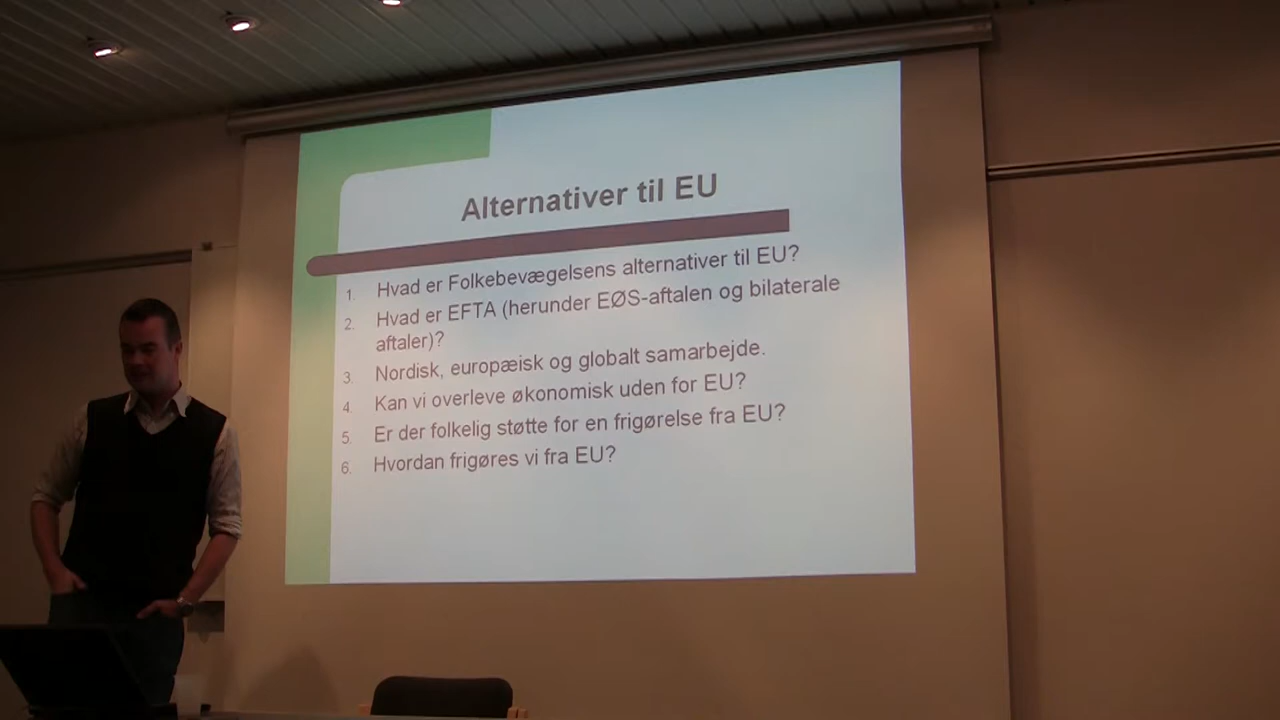 Alternativer til EU
1. Hvad er Folkebevægelsens alternativer til EU?
2. Hvad er EFTA (herunder EØS-aftalen og bilaterale
aftaler)?
3. Nordisk, europæisk og globalt samarbejde.
4. Kan vi overleve økonomisk uden for EU?
5. Er der folkelig støtte for en frigørelse fra EU?
6. Hvordan frigøres vi fra EU?